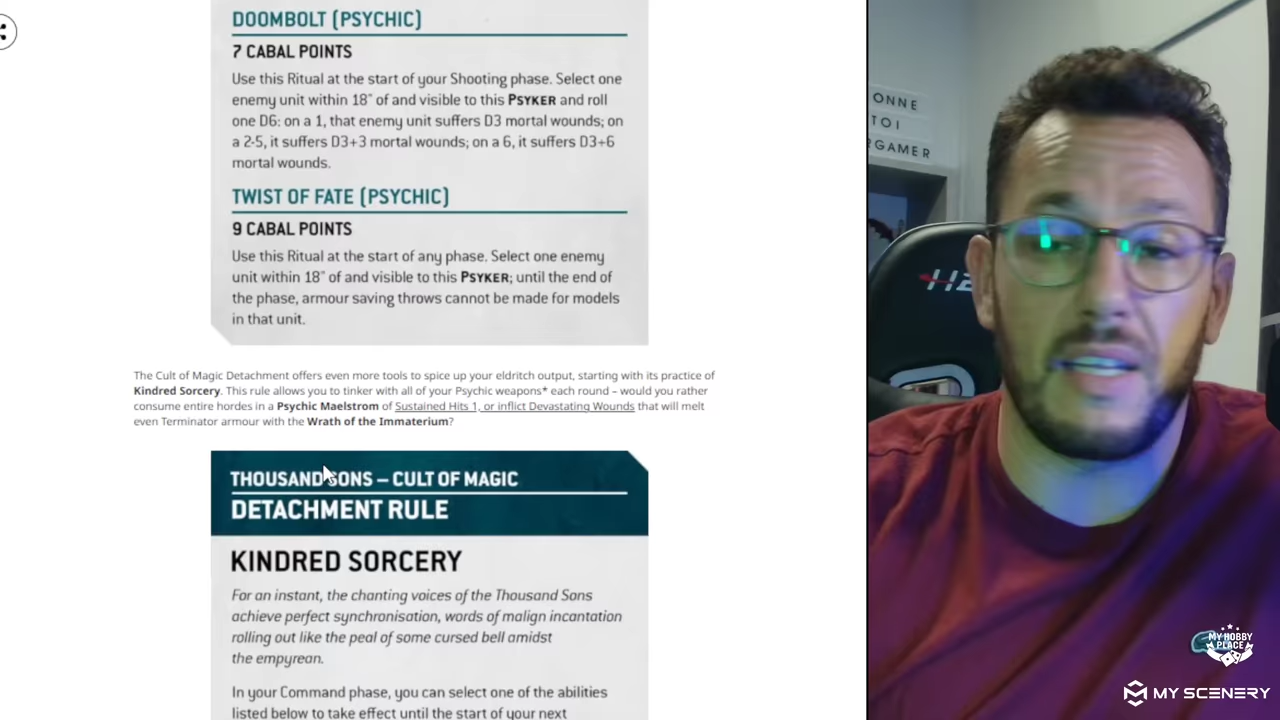 DOOMBOLT (PSYCHIC)
7 CABAL POINTS
Use this Ritual at the start of your Shooting phase. Select one
enemy unit within 18" of and visible to this PSYKER and roll
one D6: on a 1, that enemy unit suffers D3 mortal wounds; on
a 2-5, it suffers D3+3 mortal wounds; on a 6, it suffers D3+6
mortal wounds.
TWIST OF FATE (PSYCHIC)
9 CABAL POINTS
Use this Ritual at the start of any phase. Select one enemy
unit within 18" of and visible to this PSYKER; until the end of
the phase, armour saving throws cannot be made for models
in that unit.
The Cult of Magic Detachment offers even more tools to spice up your eldritch output, starting with its practice of
Kindred Sorcery. This rule allows you to tinker with all of your Psychic weapons* each round – would you rather
consume entire hordes in a Psychic Maelstrom of Sustained Hits 1, or inflict Devastating Wounds that will melt
even Terminator armour with the Wrath of the Immaterium?
THOUSAND SONS – CULT OF MAGIC
DETACHMENT RULE
KINDRED SORCERY
For an instant, the chanting voices of the Thousand Sons
achieve perfect synchronisation, words of malign incantation
rolling out like the peal of some cursed bell amidst
the empyrean.
In your Command phase, you can select one of the abilities
listed below to take effect until the start of your next
ONNE
TOI
RGAMER
MY HOBBY
PLACE
MY SCENERY